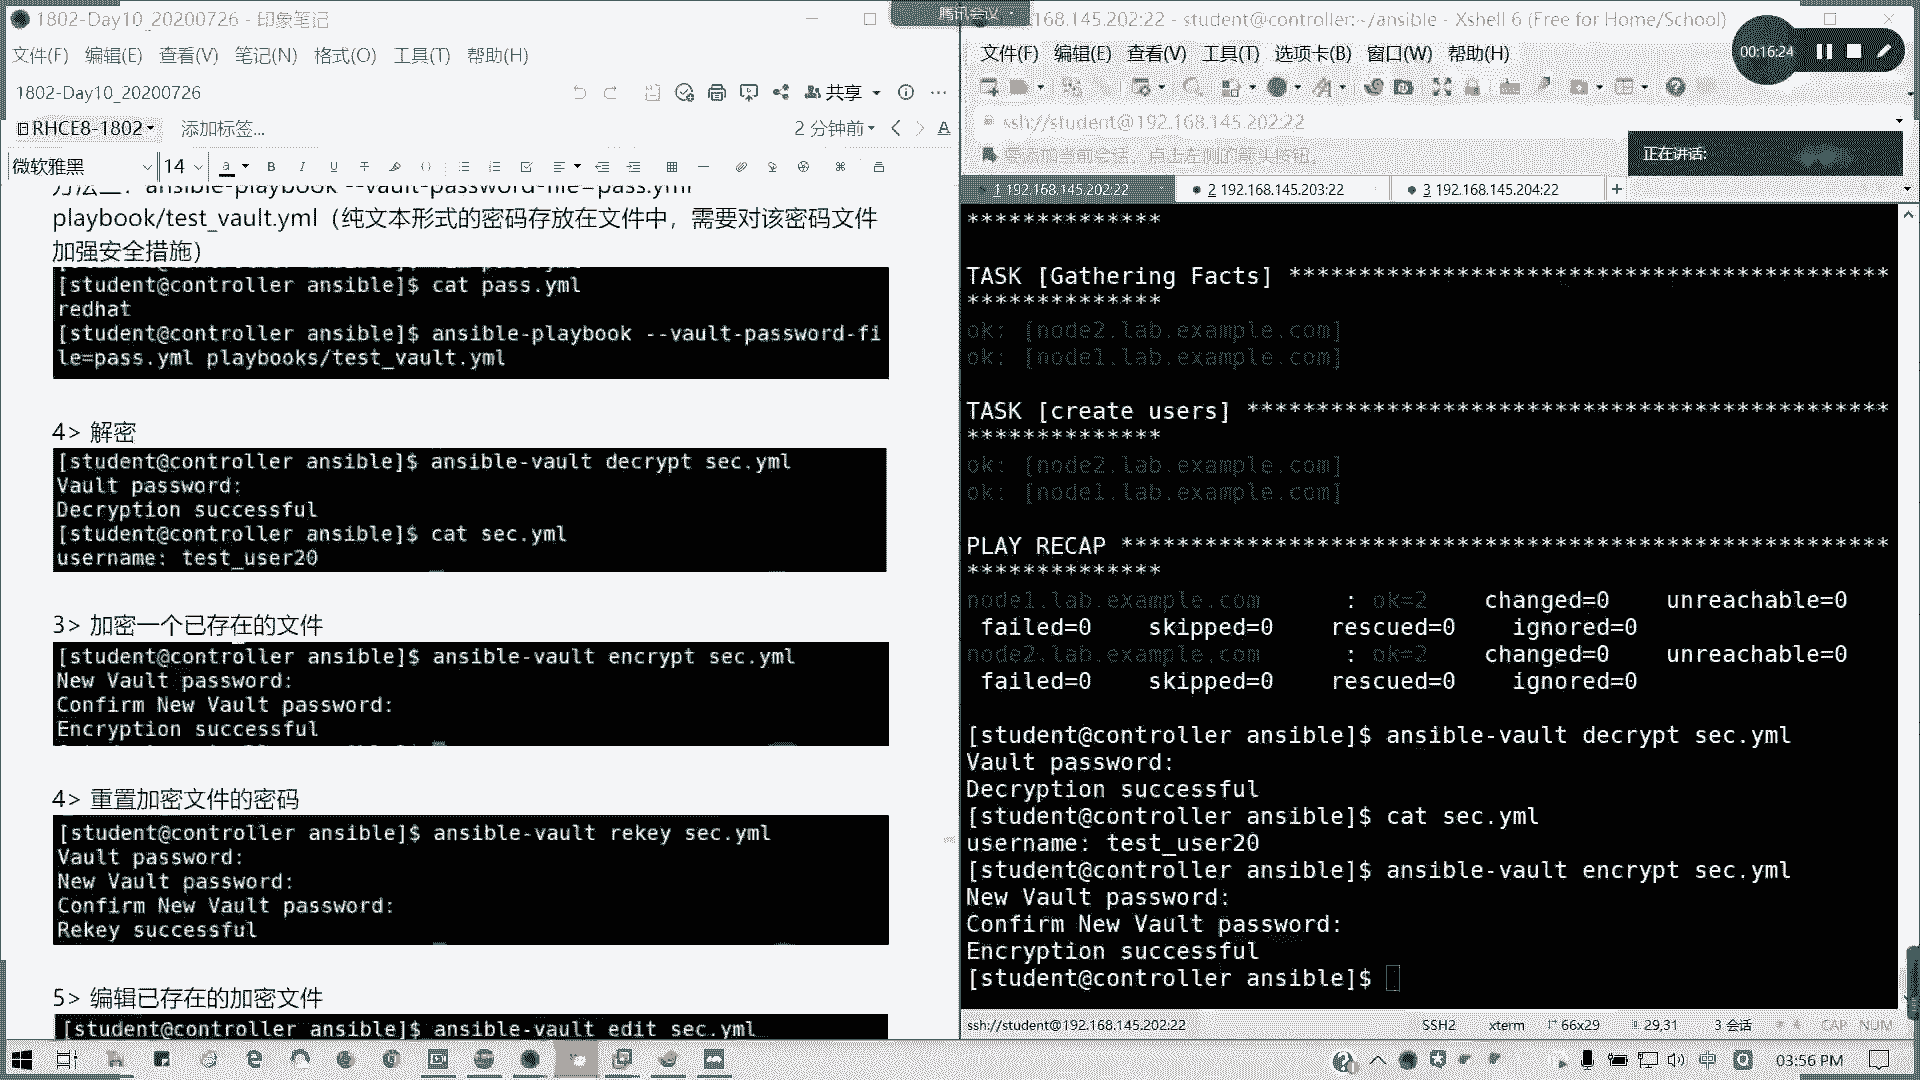 1802-Day10_20200726 - 印象笔记
文件(F) 编辑(E) 查看(V) 笔记(N) 格式(O) 工具(T) 帮助(H)
1802-Day10_20200726
共享
RHCE8-1802
添加标签...
2 分钟前
微软雅黑
14
ansible-playbook --vault-password-file=pass.yml
playbook/test_vault.yml（纯文本形式的密码存放在文件中，需要对该密码文件
加强安全措施）
[student@controller ansible]$ cat pass.yml
redhat
[student@controller ansible]$ ansible-playbook --vault-password-fi
le=pass.yml playbooks/test_vault.yml
4> 解密
[student@controller ansible]$ ansible-vault decrypt sec.yml
Vault password:
Decryption successful
[student@controller ansible]$ cat sec.yml
username: test_user20
3> 加密一个已存在的文件
[student@controller ansible]$ ansible-vault encrypt sec.yml
New Vault password:
Confirm New Vault password:
Encryption successful
4> 重置加密文件的密码
[student@controller ansible]$ ansible-vault rekey sec.yml
Vault password:
New Vault password:
Confirm New Vault password:
Rekey successful
5> 编辑已存在的加密文件
[student@controller ansible]$ ansible-vault edit sec.yml
腾讯会议
168.145.202:22 - student@controller:~/ansible - Xshell 6 (Free for Home/School)
00:16:24
文件(F) 编辑(E) 查看(V) 工具(T) 选项卡(B) 窗口(W) 帮助(H)
ssh://student@192.168.145.202:22
要添加当前会话，点击左侧的箭头按钮。
正在讲话:
1 192.168.145.202:22
2 192.168.145.203:22
3 192.168.145.204:22
**************
TASK [Gathering Facts] *******************************************
**************
ok: [node2.lab.example.com]
ok: [node1.lab.example.com]
TASK [create users] **********************************************
**************
ok: [node2.lab.example.com]
ok: [node1.lab.example.com]
PLAY RECAP *******************************************************
**************
node1.lab.example.com : ok=2 changed=0 unreachable=0
failed=0 skipped=0 rescued=0 ignored=0
node2.lab.example.com : ok=2 changed=0 unreachable=0
failed=0 skipped=0 rescued=0 ignored=0
[student@controller ansible]$ ansible-vault decrypt sec.yml
Vault password:
Decryption successful
[student@controller ansible]$ cat sec.yml
username: test_user20
[student@controller ansible]$ ansible-vault encrypt sec.yml
New Vault password:
Confirm New Vault password:
Encryption successful
[student@controller ansible]$
ssh://student@192.168.145.202:22
SSH2 xterm 66x29 29,31 3 会话 CAP NUM
中
03:56 PM